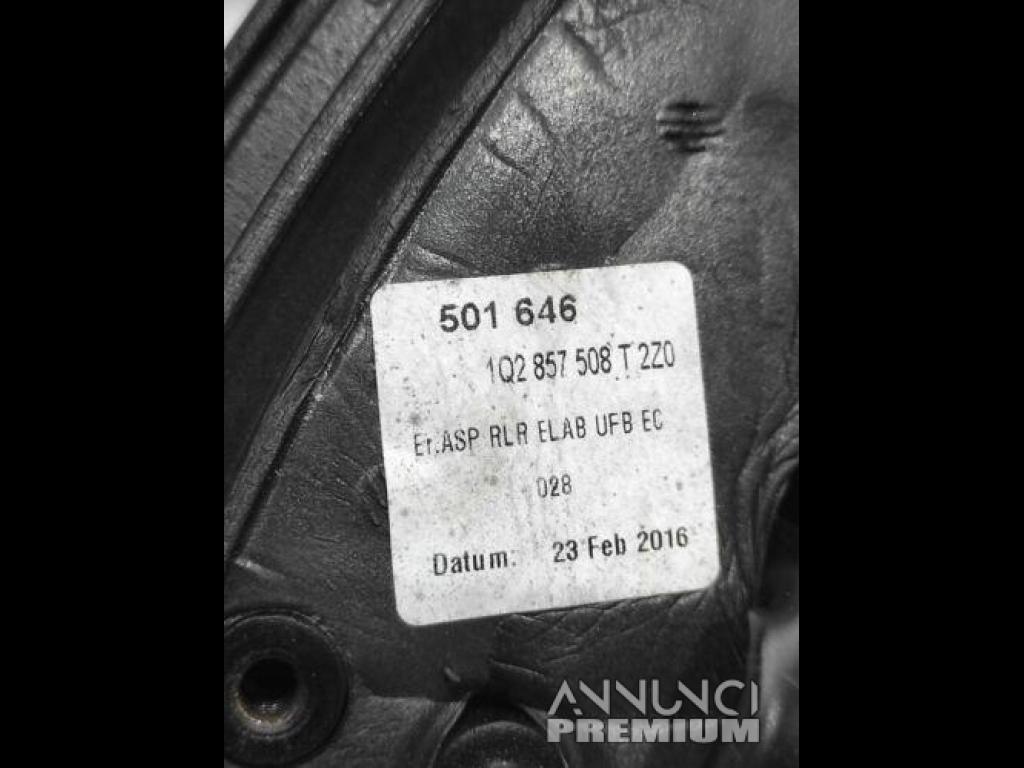 501 646
1Q2 857 508 T 2Z0
Er.ASP RLR ELAB UFB EC
028
Datum: 23 Feb 2016
ANNUNCI
PREMIUM